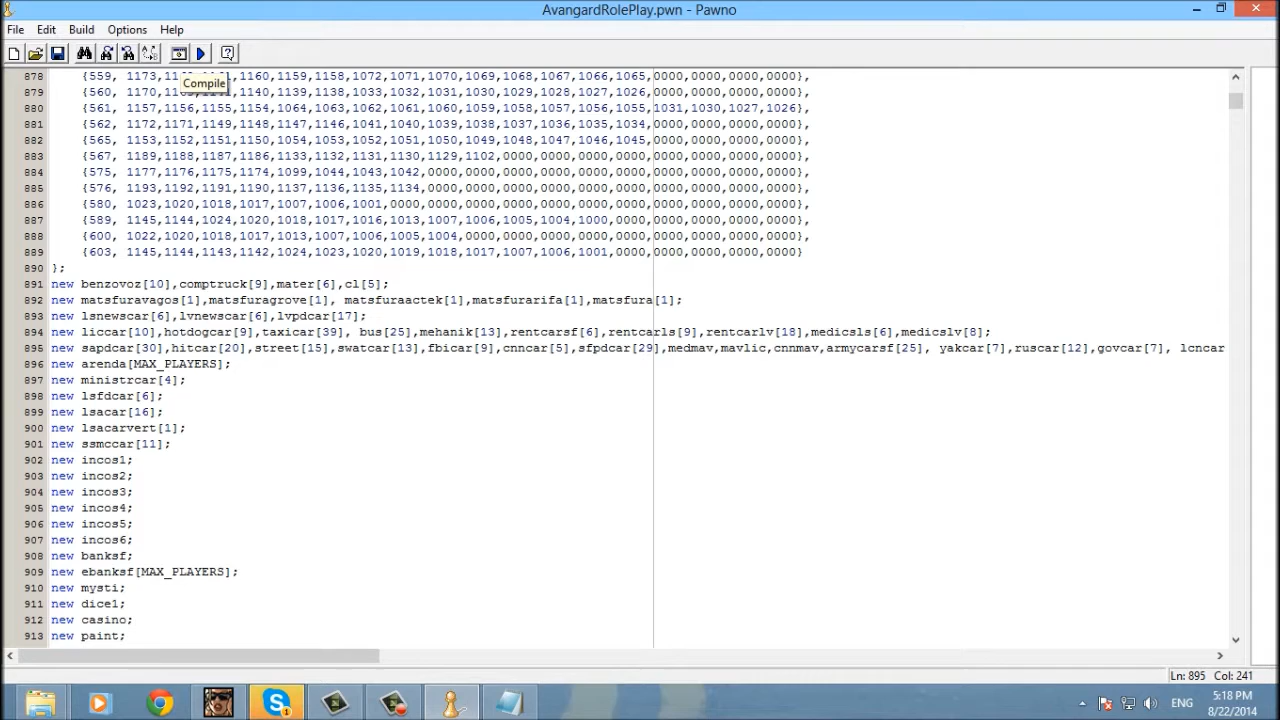 AvangardRolePlay.pwn - Pawno
File Edit Build Options Help
878 {559, 1173, 1160,1159,1158,1072,1071,1070,1069,1068,1067,1066,1065,0000,0000,0000,0000},
Compile
879 {560, 1170, 1140,1139,1138,1033,1032,1031,1030,1029,1028,1027,1026,0000,0000,0000,0000},
880 {561, 1157,1156,1155,1154,1064,1063,1062,1061,1060,1059,1058,1057,1056,1055,1031,1030,1027,1026},
881 {562, 1172,1171,1149,1148,1147,1146,1041,1040,1039,1038,1037,1036,1035,1034,0000,0000,0000,0000},
882 {565, 1153,1152,1151,1150,1054,1053,1052,1051,1050,1049,1048,1047,1046,1045,0000,0000,0000,0000},
883 {567, 1189,1188,1187,1186,1133,1132,1131,1130,1129,1102,0000,0000,0000,0000,0000,0000,0000,0000},
884 {575, 1177,1176,1175,1174,1099,1044,1043,1042,0000,0000,0000,0000,0000,0000,0000,0000,0000,0000},
885 {576, 1193,1192,1191,1190,1137,1136,1135,1134,0000,0000,0000,0000,0000,0000,0000,0000,0000,0000},
886 {580, 1023,1020,1018,1017,1007,1006,1001,0000,0000,0000,0000,0000,0000,0000,0000,0000,0000,0000},
887 {589, 1145,1144,1024,1020,1018,1017,1016,1013,1007,1006,1005,1004,1000,0000,0000,0000,0000,0000},
888 {600, 1022,1020,1018,1017,1013,1007,1006,1005,1004,0000,0000,0000,0000,0000,0000,0000,0000,0000},
889 {603, 1145,1144,1143,1142,1024,1023,1020,1019,1018,1017,1007,1006,1001,0000,0000,0000,0000,0000}
890 };
891 new benzovoz[10],comptruck[9],mater[6],cl[5];
892 new matsfuravagos[1],matsfuragrove[1], matsfuraactek[1],matsfurarifa[1],matsfura[1];
893 new lsnewscar[6],lvnewscar[6],lvpdcar[17];
894 new liccar[10],hotdogcar[9],taxicar[39], bus[25],mehanik[13],rentcarsf[6],rentcarls[9],rentcarlv[18],medicsls[6],medicslv[8];
895 new sapdcar[30],hitcar[20],street[15],swatcar[13],fbicar[9],cnncar[5],sfpdcar[29],medmav,mavlic,cnnmav,armycarsf[25], yakcar[7],ruscar[12],govcar[7], lcncar
896 new arenda[MAX_PLAYERS];
897 new ministrcar[4];
898 new lsfdcar[6];
899 new lsacar[16];
900 new lsacarvert[1];
901 new ssmccar[11];
902 new incos1;
903 new incos2;
904 new incos3;
905 new incos4;
906 new incos5;
907 new incos6;
908 new banksf;
909 new ebanksf[MAX_PLAYERS];
910 new mysti;
911 new dice1;
912 new casino;
913 new paint;
Ln: 895 Col: 241
ENG
5:18 PM
8/22/2014